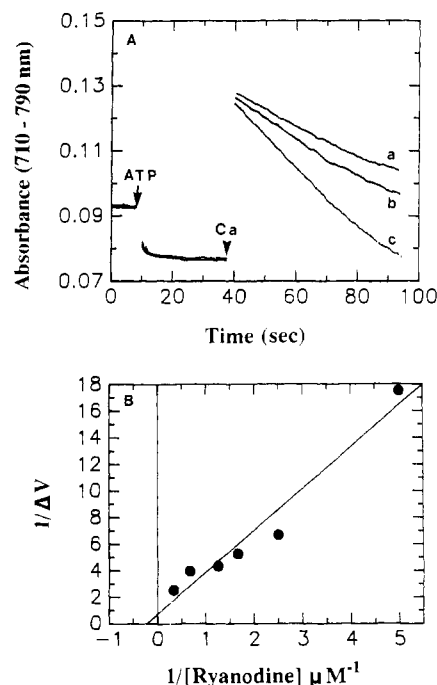 0.15
A
0.13
0.11
0.09
0.07
Absorbance (710 - 790 nm)
ATP
Ca
a
b
c
0 20 40 60 80 100
Time (sec)
18
B
16
14
12
10
8
6
4
2
0
1/ΔV
-1 0 1 2 3 4 5
1/[Ryanodine] μM-1